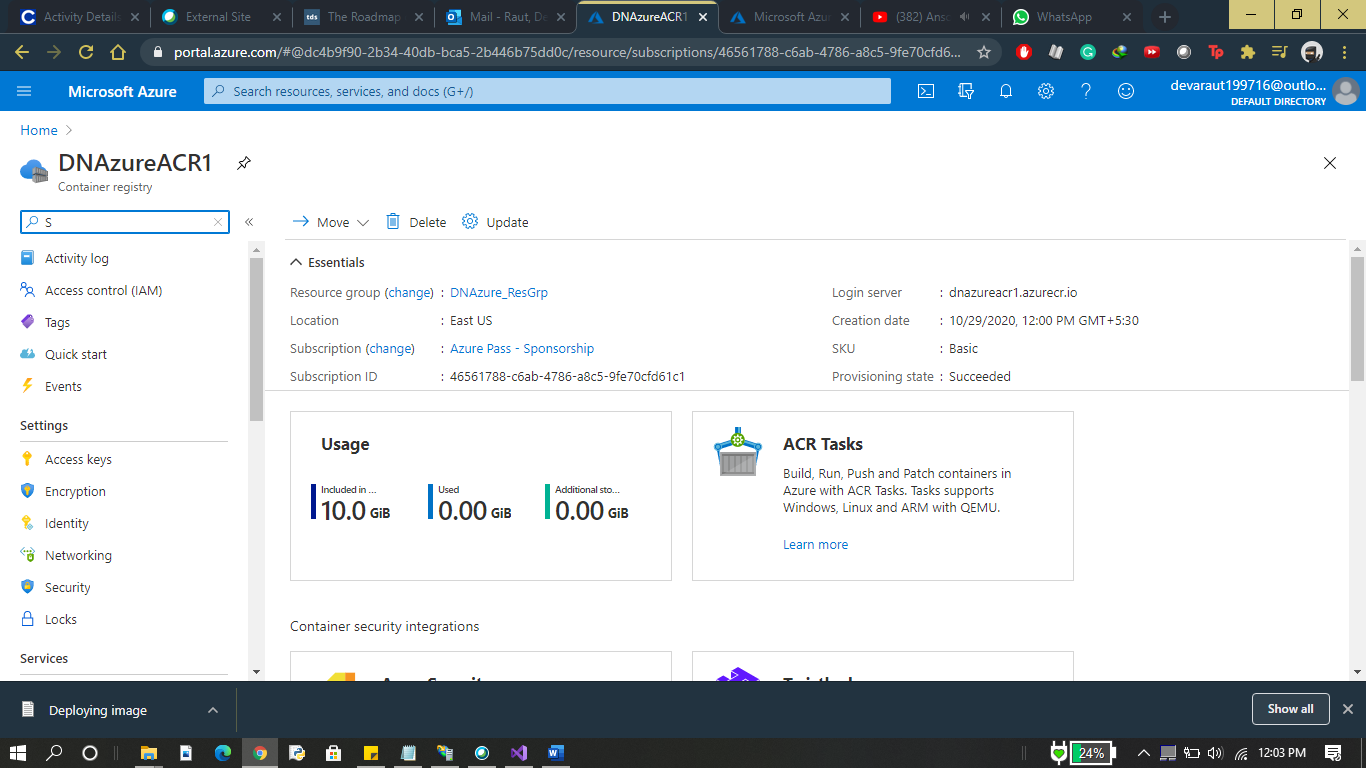 Activity Details
External Site
tds
The Roadmap
Mail - Raut, De
DNAzureACR1
Microsoft Azu
(382) Anso
WhatsApp
portal.azure.com/#@dc4b9f90-2b34-40db-bca5-2b446b75dd0c/resource/subscriptions/46561788-c6ab-4786-a8c5-9fe70cfd6...
Microsoft Azure
Search resources, services, and docs (G+/)
devaraut199716@outlo...
DEFAULT DIRECTORY
Home
DNAzureACR1
Container registry
S
Move
Delete
Update
Activity log
Access control (IAM)
Tags
Quick start
Events
Settings
Access keys
Encryption
Identity
Networking
Security
Locks
Services
Essentials
Resource group (change) : DNAzure_ResGrp
Location : East US
Subscription (change) : Azure Pass - Sponsorship
Subscription ID : 46561788-c6ab-4786-a8c5-9fe70cfd61c1
Login server : dnazureacr1.azurecr.io
Creation date : 10/29/2020, 12:00 PM GMT+5:30
SKU : Basic
Provisioning state : Succeeded
Usage
Included in ...
10.0 GiB
Used
0.00 GiB
Additional sto...
0.00 GiB
ACR Tasks
Build, Run, Push and Patch containers in
Azure with ACR Tasks. Tasks supports
Windows, Linux and ARM with QEMU.
Learn more
Container security integrations
Deploying image
Show all
24%
12:03 PM